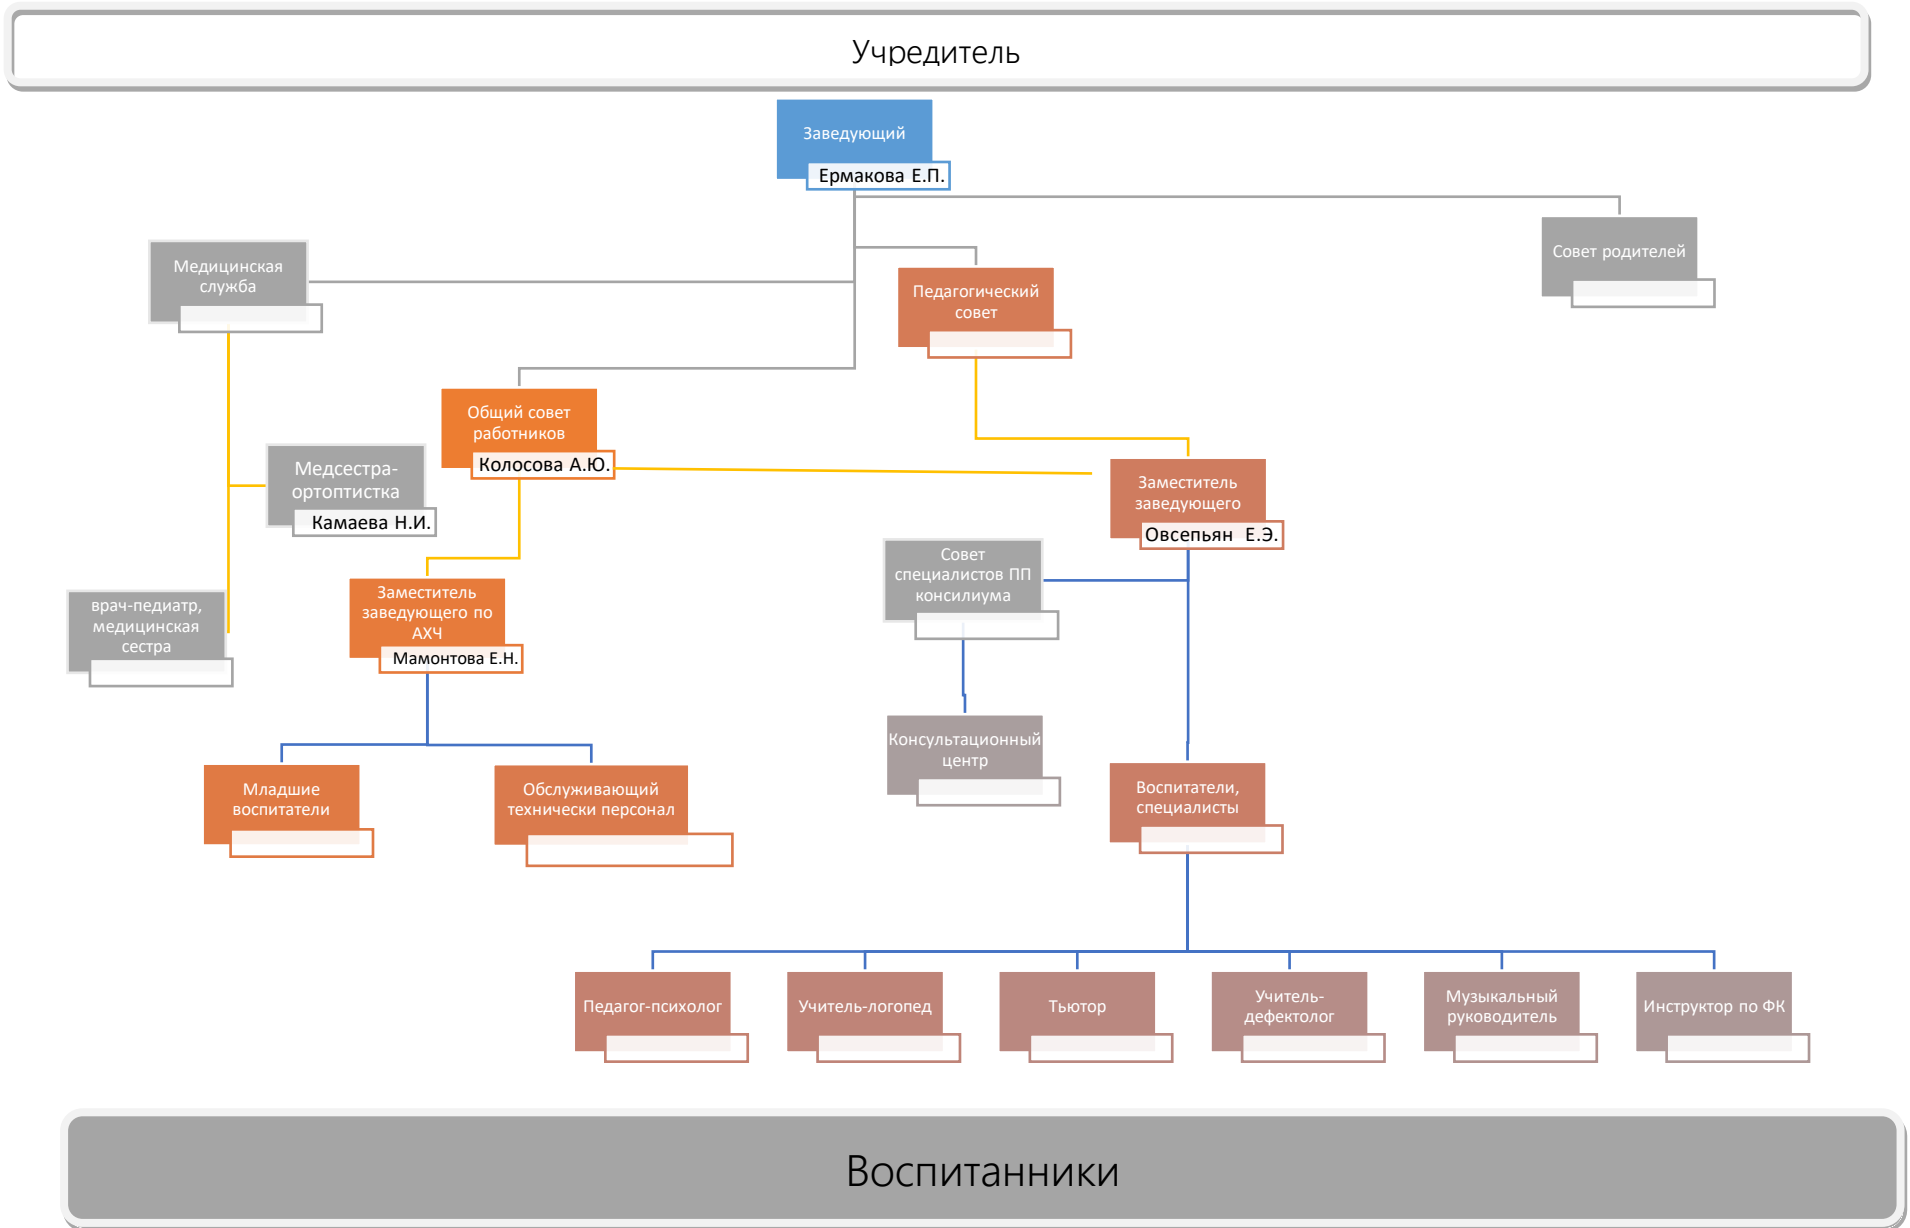 Учредитель
Заведующий
Ермакова Е.П.
Медицинская
служба
Педагогический
совет
Совет родителей
Общий совет
работников
Колосова А.Ю.
Медсестра-
ортоптистка
Камаева Н.И.
Заместитель
заведующего
Овсепьян Е.Э.
врач-педиатр,
медицинская
сестра
Заместитель
заведующего по
АХЧ
Мамонтова Е.Н.
Совет
специалистов ПП
консилиума
Консультационный
центр
Младшие
воспитатели
Обслуживающий
технически персонал
Воспитатели,
специалисты
Педагог-психолог
Учитель-логопед
Тьютор
Учитель-
дефектолог
Музыкальный
руководитель
Инструктор по ФК
Воспитанники